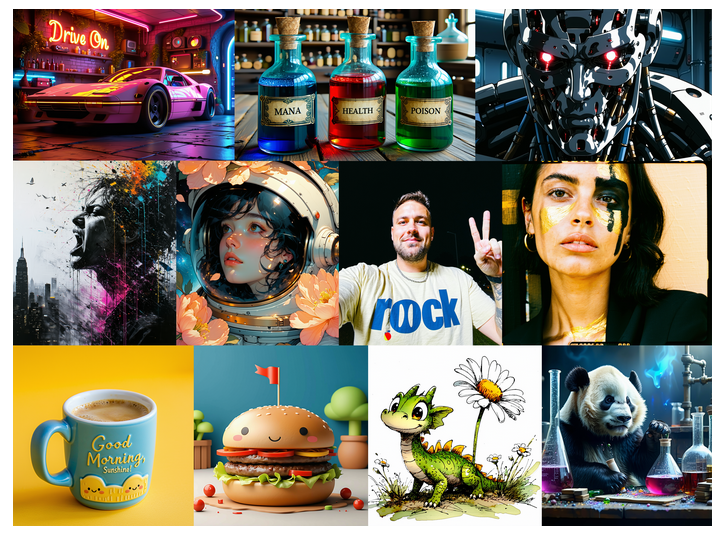 Drive On
MANA
HEALTH
POISON
rock
Good
Morning,
Sunshine!